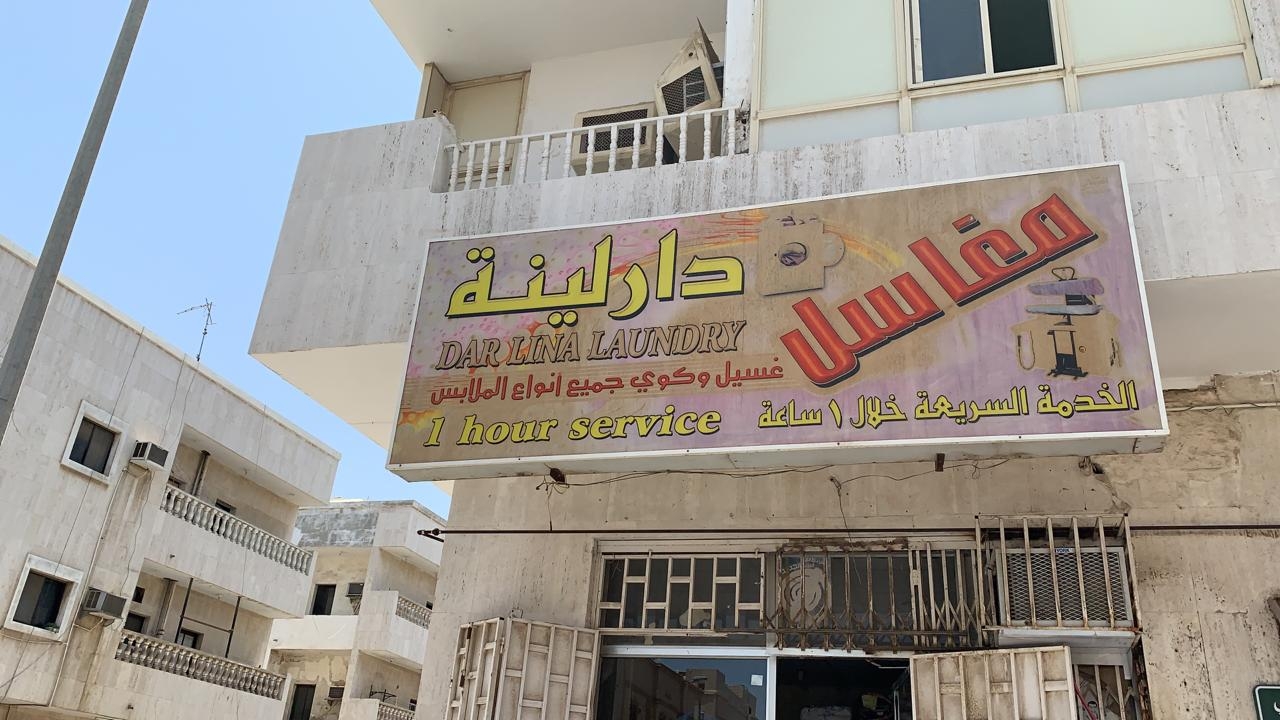 مغاسل
دارلينة
DAR LINA LAUNDRY
غسيل وكوي جميع انواع الملابس
الخدمة السريعة خلال ١ ساعة
1 hour service